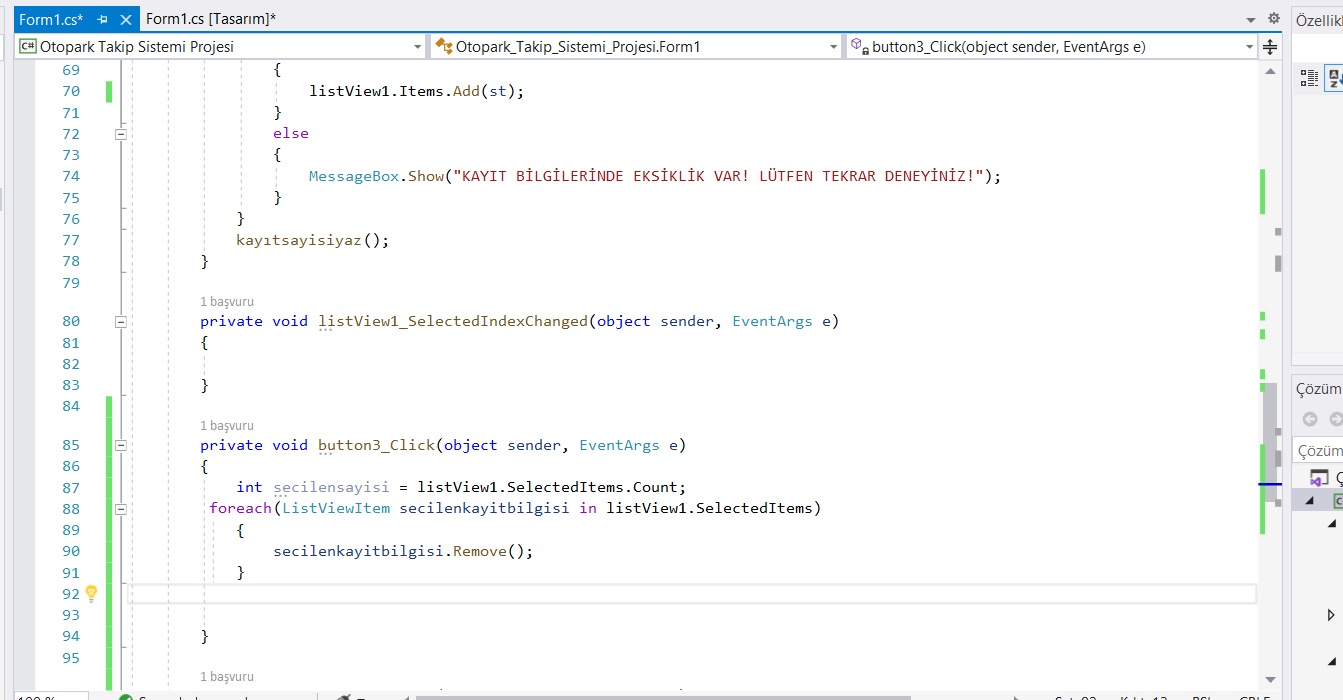 Form1.cs*
Form1.cs [Tasarım]*
Özellikl
C# Otopark Takip Sistemi Projesi
Otopark_Takip_Sistemi_Projesi.Form1
button3_Click(object sender, EventArgs e)
69 {
70 listView1.Items.Add(st);
71 }
72 else
73 {
74 MessageBox.Show("KAYIT BİLGİLERİNDE EKSİKLİK VAR! LÜTFEN TEKRAR DENEYİNİZ!");
75 }
76 }
77 kayıtsayisiyaz();
78 }
79
1 başvuru
80 private void listView1_SelectedIndexChanged(object sender, EventArgs e)
81 {
82
83 }
84
Çözüm
1 başvuru
85 private void button3_Click(object sender, EventArgs e)
Çözüm
86 {
87 int secilensayisi = listView1.SelectedItems.Count;
88 foreach(ListViewItem secilenkayitbilgisi in listView1.SelectedItems)
89 {
90 secilenkayitbilgisi.Remove();
91 }
92
93
94 }
95
1 başvuru